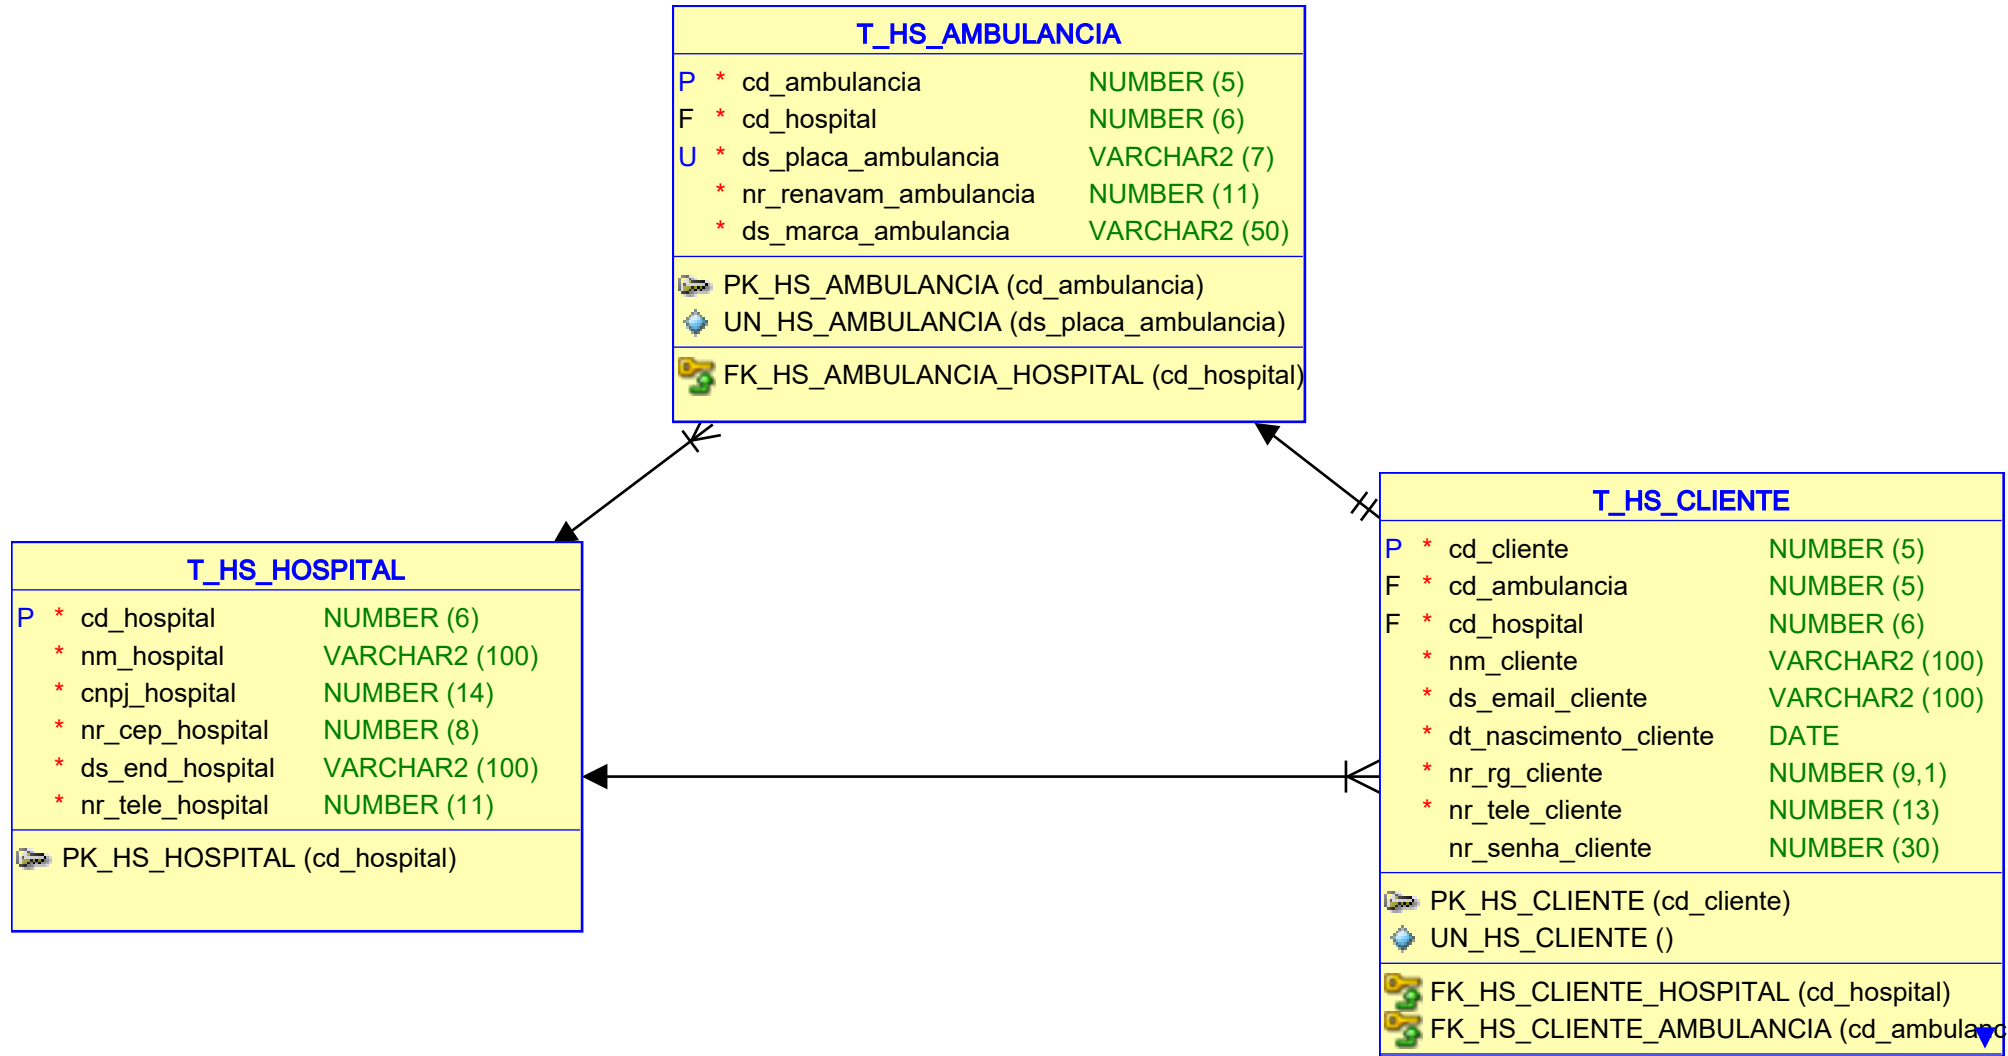 T_HS_AMBULANCIA
P * cd_ambulancia NUMBER (5)
F * cd_hospital NUMBER (6)
U * ds_placa_ambulancia VARCHAR2 (7)
* nr_renavam_ambulancia NUMBER (11)
* ds_marca_ambulancia VARCHAR2 (50)
PK_HS_AMBULANCIA (cd_ambulancia)
UN_HS_AMBULANCIA (ds_placa_ambulancia)
FK_HS_AMBULANCIA_HOSPITAL (cd_hospital)
T_HS_HOSPITAL
P * cd_hospital NUMBER (6)
* nm_hospital VARCHAR2 (100)
* cnpj_hospital NUMBER (14)
* nr_cep_hospital NUMBER (8)
* ds_end_hospital VARCHAR2 (100)
* nr_tele_hospital NUMBER (11)
PK_HS_HOSPITAL (cd_hospital)
T_HS_CLIENTE
P * cd_cliente NUMBER (5)
F * cd_ambulancia NUMBER (5)
F * cd_hospital NUMBER (6)
* nm_cliente VARCHAR2 (100)
* ds_email_cliente VARCHAR2 (100)
* dt_nascimento_cliente DATE
* nr_rg_cliente NUMBER (9,1)
* nr_tele_cliente NUMBER (13)
nr_senha_cliente NUMBER (30)
PK_HS_CLIENTE (cd_cliente)
UN_HS_CLIENTE ()
FK_HS_CLIENTE_HOSPITAL (cd_hospital)
FK_HS_CLIENTE_AMBULANCIA (cd_ambulanc